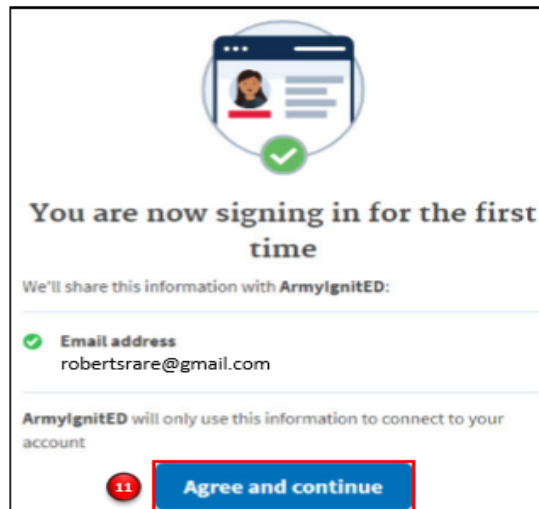 You are now signing in for the first
time
We'll share this information with ArmyIgnitED:
Email address
robertsrare@gmail.com
ArmyIgnitED will only use this information to connect to your
account
11 Agree and continue